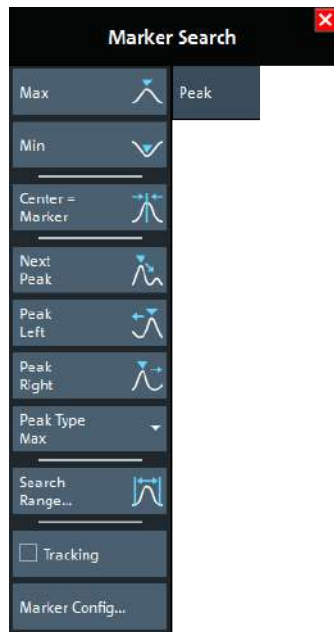 Marker Search
Max
Peak
Min
Center =
Marker
Next
Peak
Peak
Left
Peak
Right
Peak Type
Max
Search
Range...
Tracking
Marker Config...